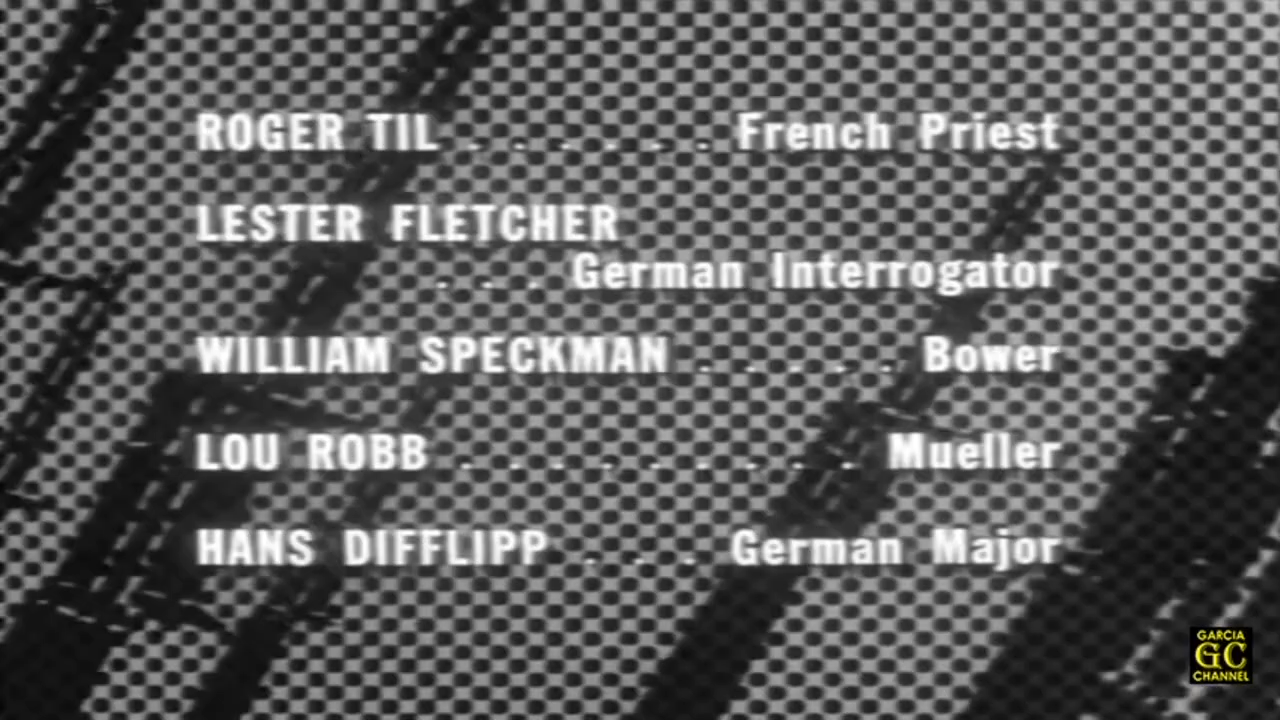 ROGER TIL . . . . . . French Priest
LESTER FLETCHER
. . . German Interrogator
WILLIAM SPECKMAN . . . . . Bower
LOU ROBB . . . . . . . . . Mueller
HANS DIFFLIPP . . . German Major
GARCIA
GC
CHANNEL